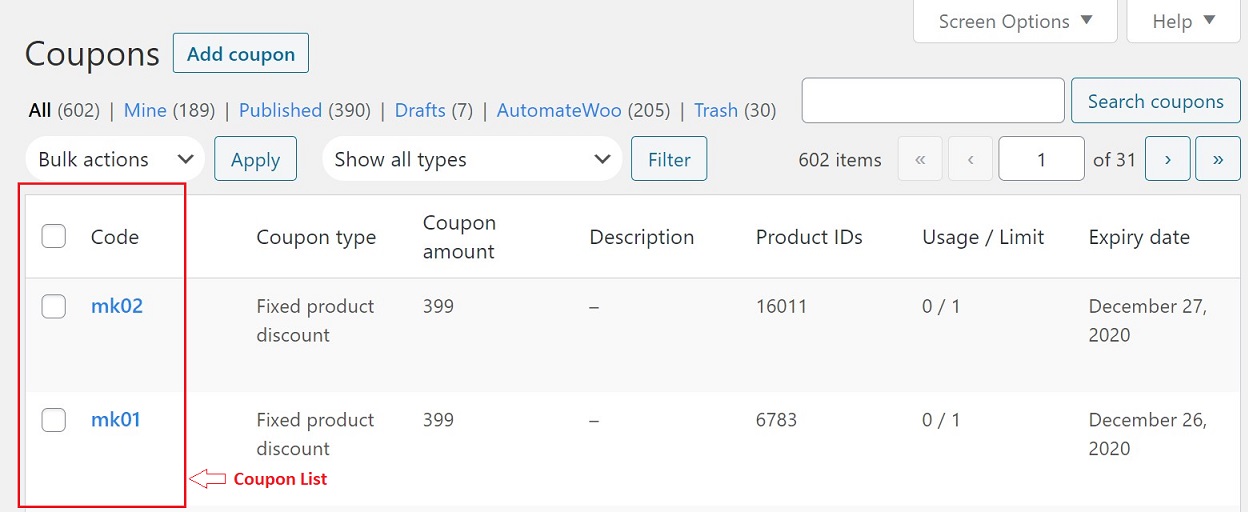 Screen Options ▼ Help ▼
Coupons Add coupon
All (602) | Mine (189) | Published (390) | Drafts (7) | AutomateWoo (205) | Trash (30) Search coupons
Bulk actions Apply Show all types Filter 602 items « ‹ 1 of 31 › »
Code Coupon type Coupon amount Description Product IDs Usage / Limit Expiry date
mk02 Fixed product discount 399 – 16011 0 / 1 December 27, 2020
mk01 Fixed product discount 399 – 6783 0 / 1 December 26, 2020
Coupon List